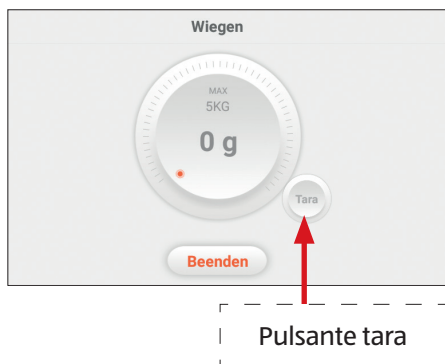 Wiegen
MAX
5KG
0 g
Tara
Beenden
Pulsante tara